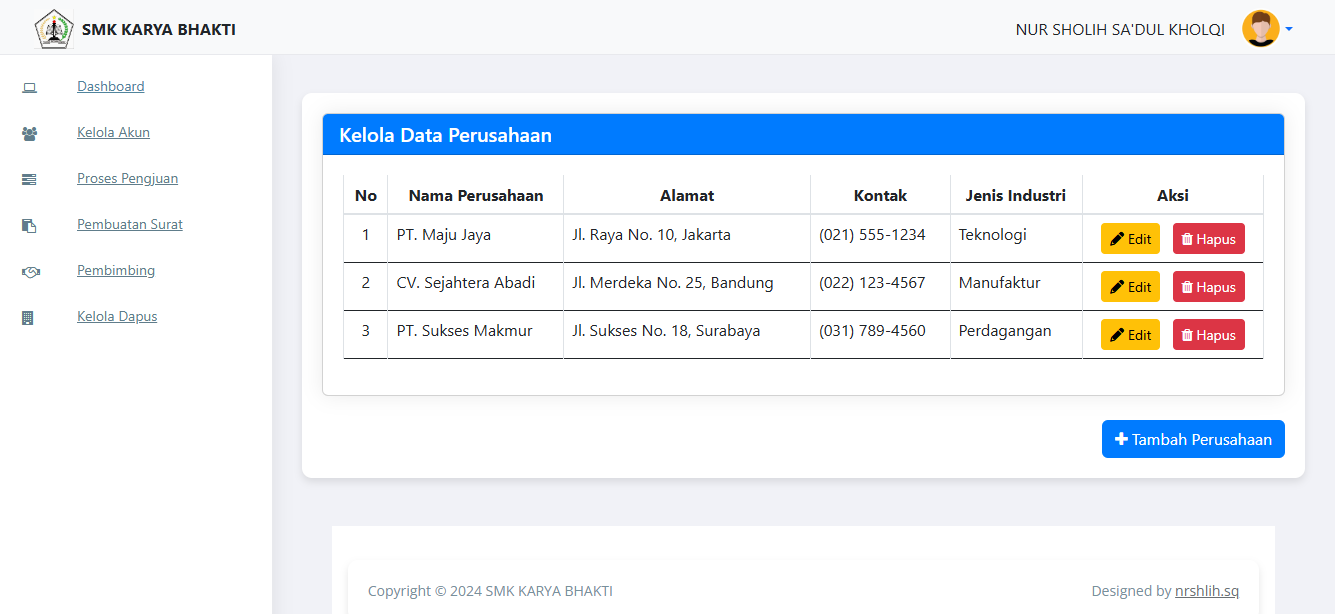 SMK KARYA BHAKTI
NUR SHOLIH SA'DUL KHOLQI
Dashboard
Kelola Akun
Proses Pengjuan
Pembuatan Surat
Pembimbing
Kelola Dapus
Kelola Data Perusahaan
No Nama Perusahaan Alamat Kontak Jenis Industri Aksi
1 PT. Maju Jaya Jl. Raya No. 10, Jakarta (021) 555-1234 Teknologi Edit Hapus
2 CV. Sejahtera Abadi Jl. Merdeka No. 25, Bandung (022) 123-4567 Manufaktur Edit Hapus
3 PT. Sukses Makmur Jl. Sukses No. 18, Surabaya (031) 789-4560 Perdagangan Edit Hapus
Tambah Perusahaan
Copyright © 2024 SMK KARYA BHAKTI
Designed by nrshlih.sq